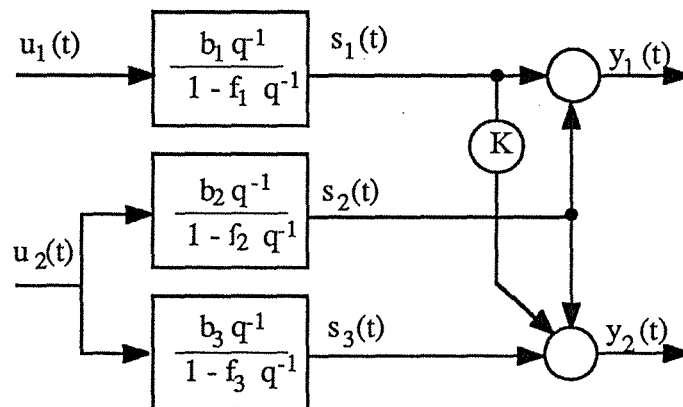 u₁(t)
b₁ q⁻¹
1 - f₁ q⁻¹
s₁(t)
y₁ (t)
K
b₂ q⁻¹
1 - f₂ q⁻¹
s₂(t)
u₂(t)
b₃ q⁻¹
1 - f₃ q⁻¹
s₃(t)
y₂ (t)